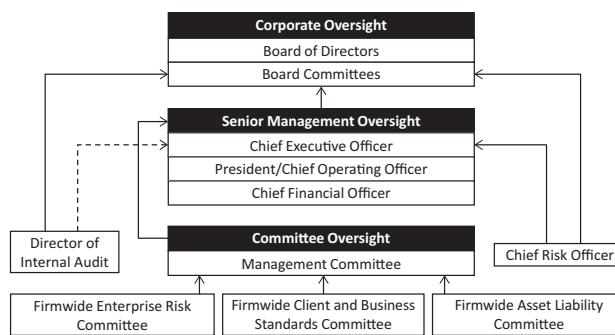 Corporate Oversight
Board of Directors
Board Committees
Senior Management Oversight
Chief Executive Officer
President/Chief Operating Officer
Chief Financial Officer
Director of
Internal Audit
Committee Oversight
Management Committee
Chief Risk Officer
Firmwide Enterprise Risk
Committee
Firmwide Client and Business
Standards Committee
Firmwide Asset Liability
Committee